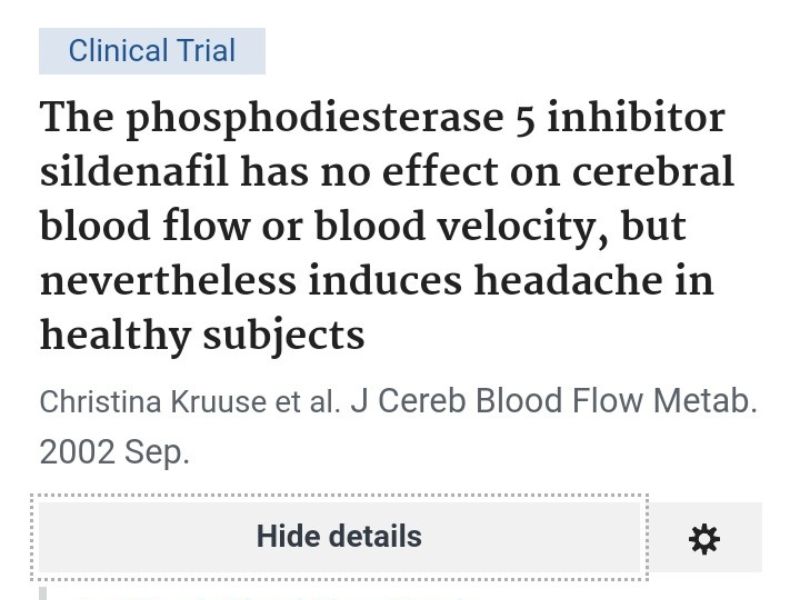 Clinical Trial
The phosphodiesterase 5 inhibitor
sildenafil has no effect on cerebral
blood flow or blood velocity, but
nevertheless induces headache in
healthy subjects
Christina Kruuse et al. J Cereb Blood Flow Metab.
2002 Sep.
Hide details